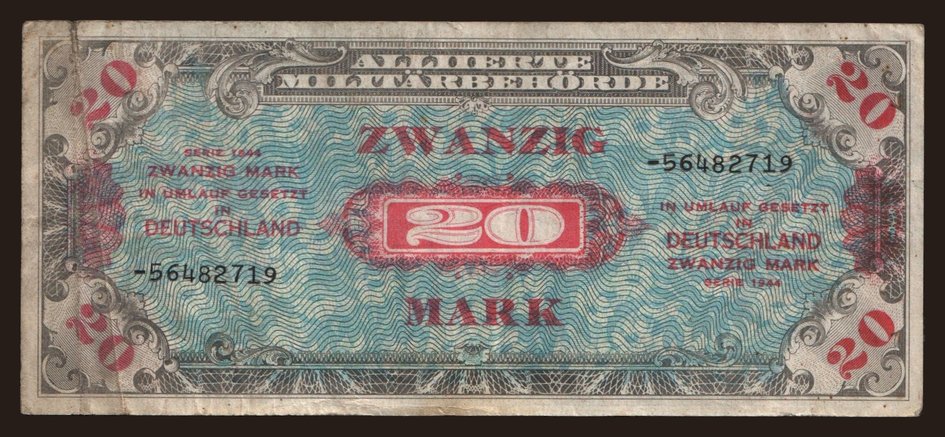 20
ALLIIERTE
MILITÄRBEHÖRDE
20
ZWANZIG
SERIE 1944
ZWANZIG MARK
IN UMLAUF GESETZT
IN
DEUTSCHLAND
-56482719
20
-56482719
IN UMLAUF GESETZT
IN
DEUTSCHLAND
ZWANZIG MARK
SERIE 1944
MARK
20
20